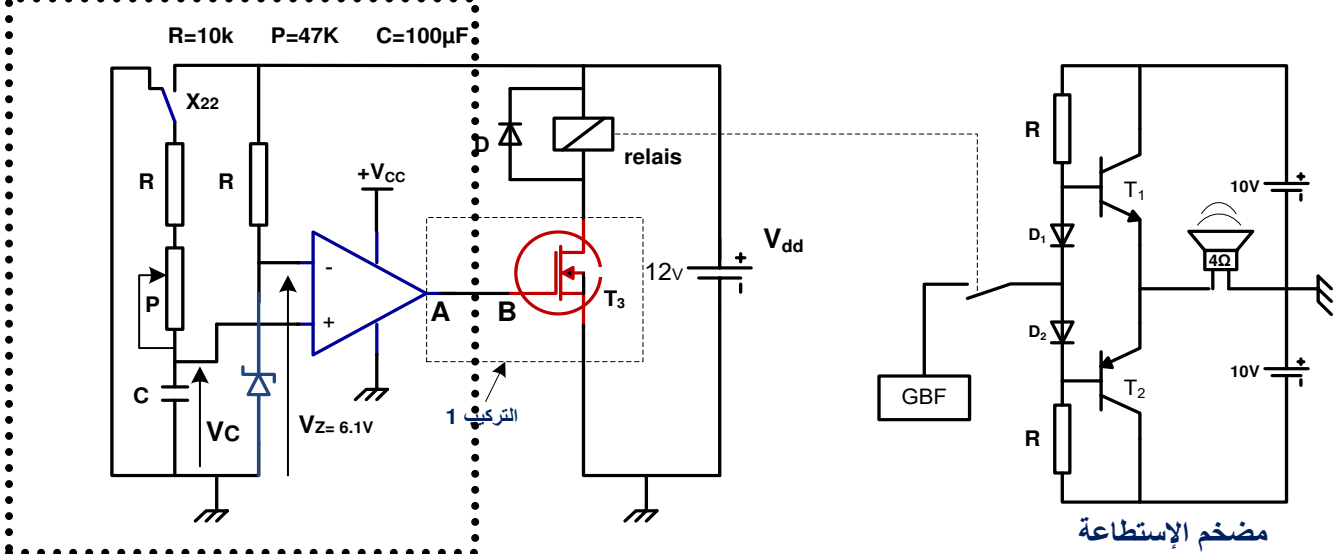 R=10k P=47K C=100µF
X22
R
R
P
C
VC
VZ= 6.1V
+VCC
-
+
A
B
D
relais
T3
12V
Vdd
التركيب 1
GBF
R
T1
D1
D2
T2
R
4Ω
10V
10V
مضخم الإستطاعة